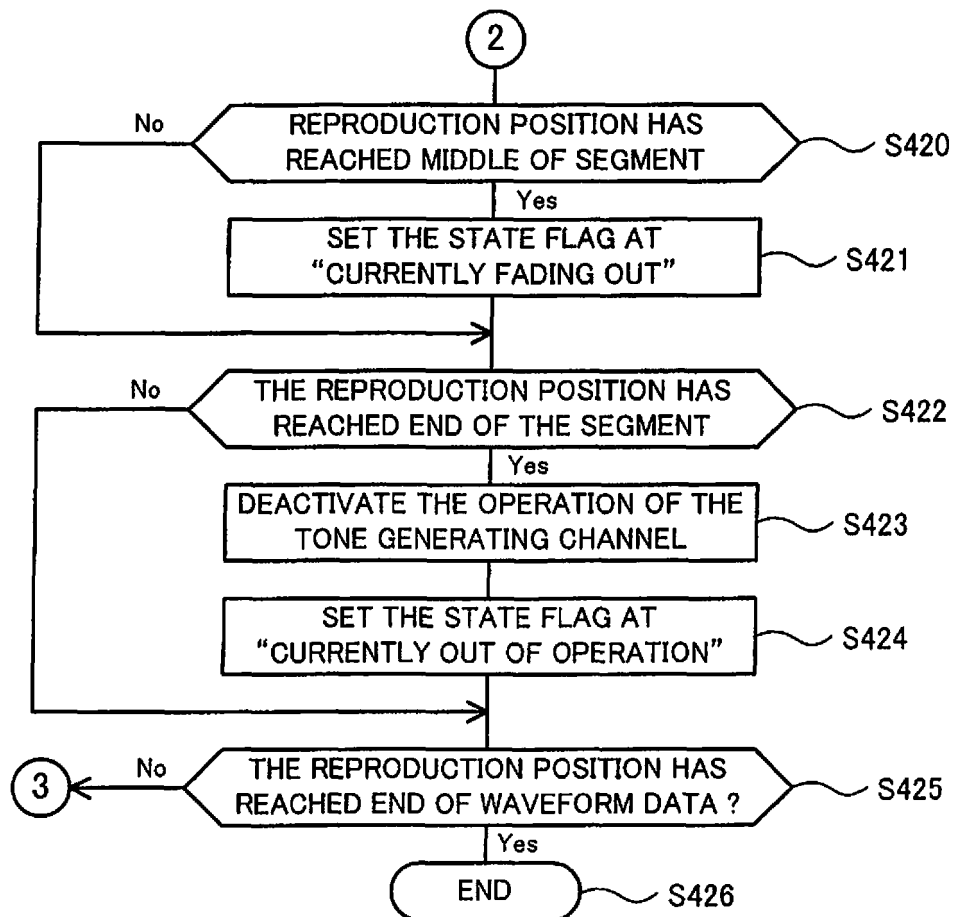 2
No
REPRODUCTION POSITION HAS
REACHED MIDDLE OF SEGMENT
S420
Yes
SET THE STATE FLAG AT
“CURRENTLY FADING OUT”
S421
No
THE REPRODUCTION POSITION HAS
REACHED END OF THE SEGMENT
S422
Yes
DEACTIVATE THE OPERATION OF THE
TONE GENERATING CHANNEL
S423
SET THE STATE FLAG AT
“CURRENTLY OUT OF OPERATION”
S424
3
No
THE REPRODUCTION POSITION HAS
REACHED END OF WAVEFORM DATA ?
S425
Yes
END
S426